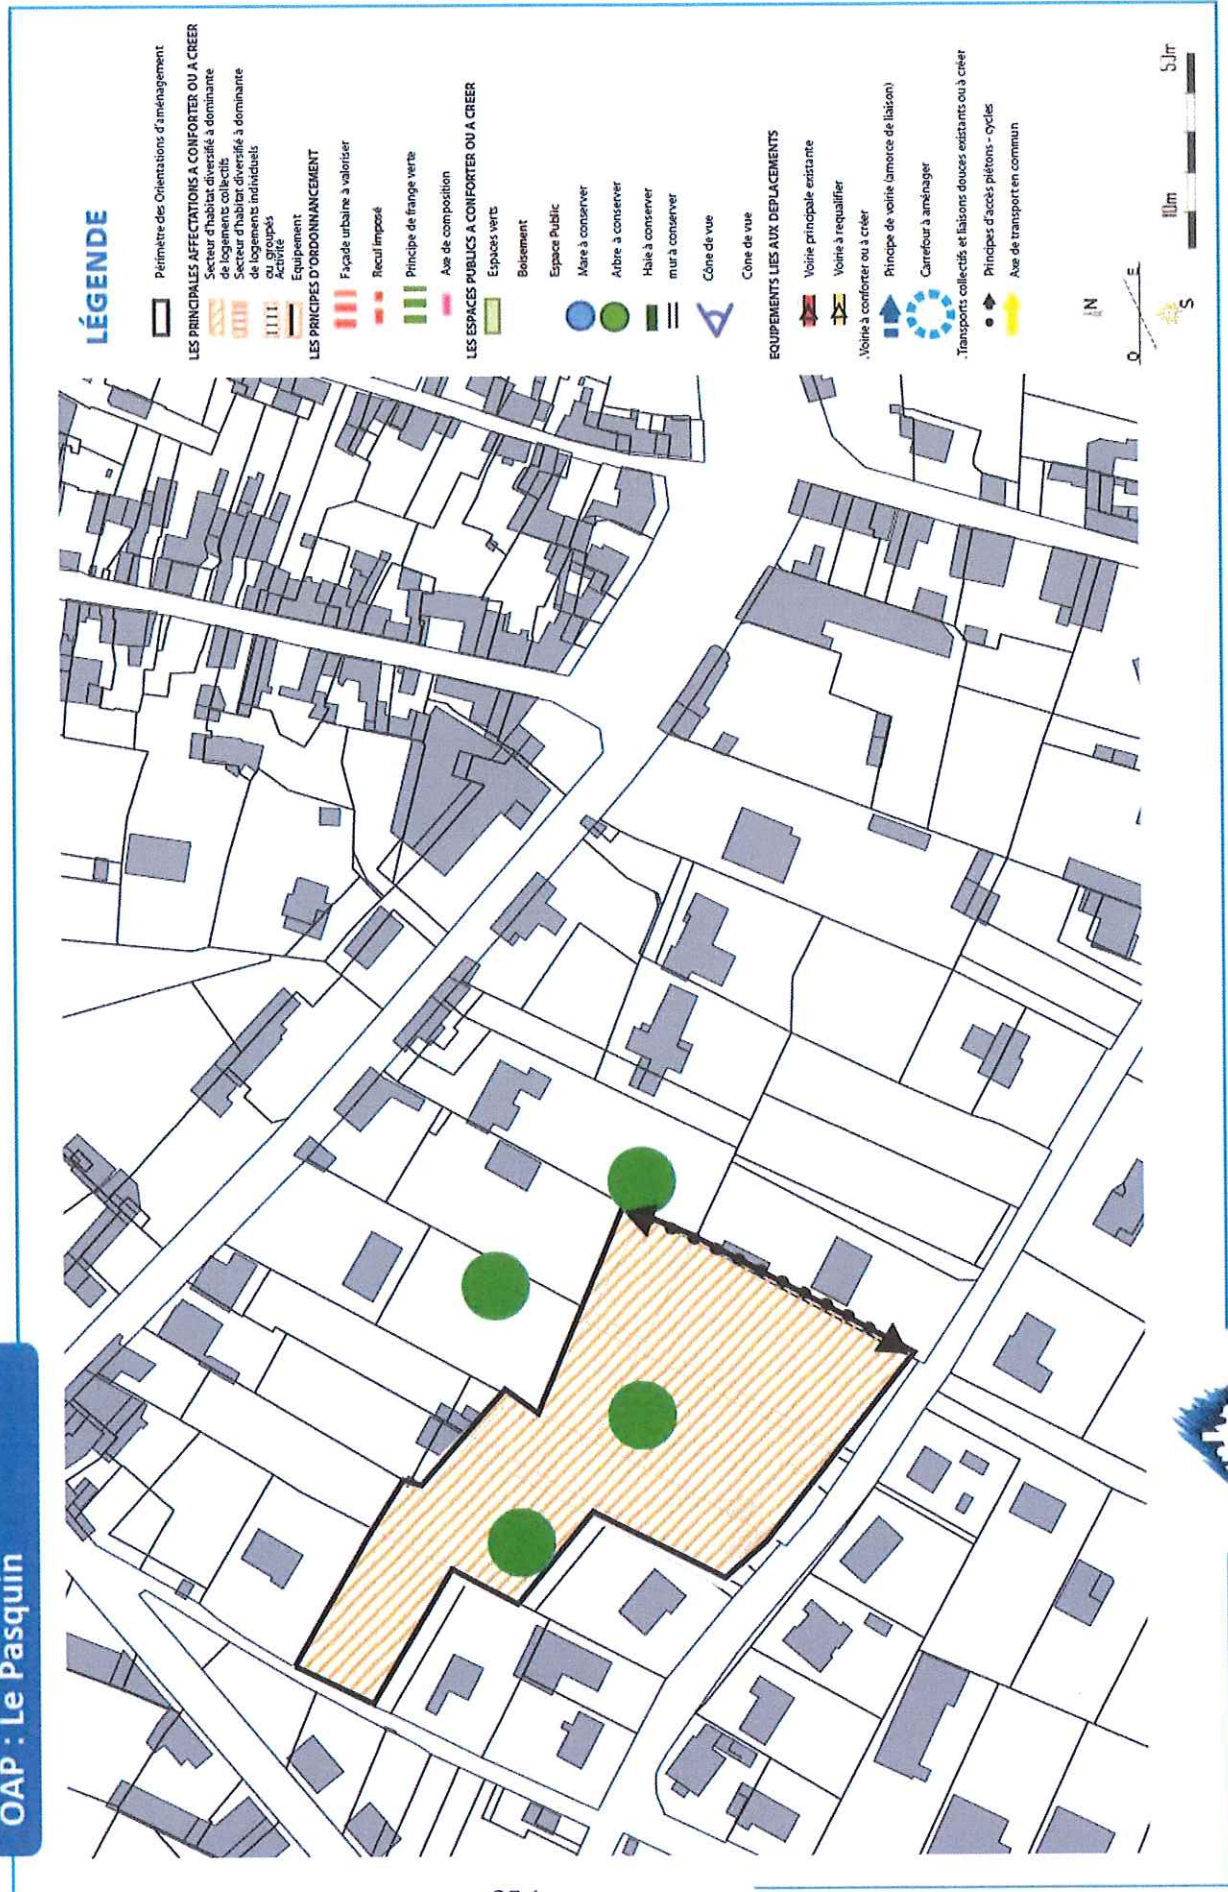 OAP : Le Pasquin
LÉGENDE
Périmètre des Orientations d'aménagement
LES PRINCIPALES AFFECTATIONS A CONFORTER OU A CREER
Secteur d'habitat diversifié à dominante
de logements collectifs
Secteur d'habitat diversifié à dominante
de logements individuels
ou groupés
Activité
Equipement
LES PRINCIPES D'ORDONNANCEMENT
Façade urbaine à valoriser
Recul imposé
Principe de frange verte
Axe de composition
LES ESPACES PUBLICS A CONFORTER OU A CREER
Espaces verts
Boisement
Espace Public
Mare à conserver
Arbre à conserver
Haie à conserver
mur à conserver
Cône de vue
Cône de vue
EQUIPEMENTS LIES AUX DEPLACEMENTS
Voirie principale existante
Voirie à requalifier
.Voirie à conforter ou à créer
Principe de voirie (amorce de liaison)
Carrefour à aménager
.Transports collectifs et liaisons douces existants ou à créer
Principes d'accès piétons - cycles
Axe de transport en commun
N
O E
S
10m 50m